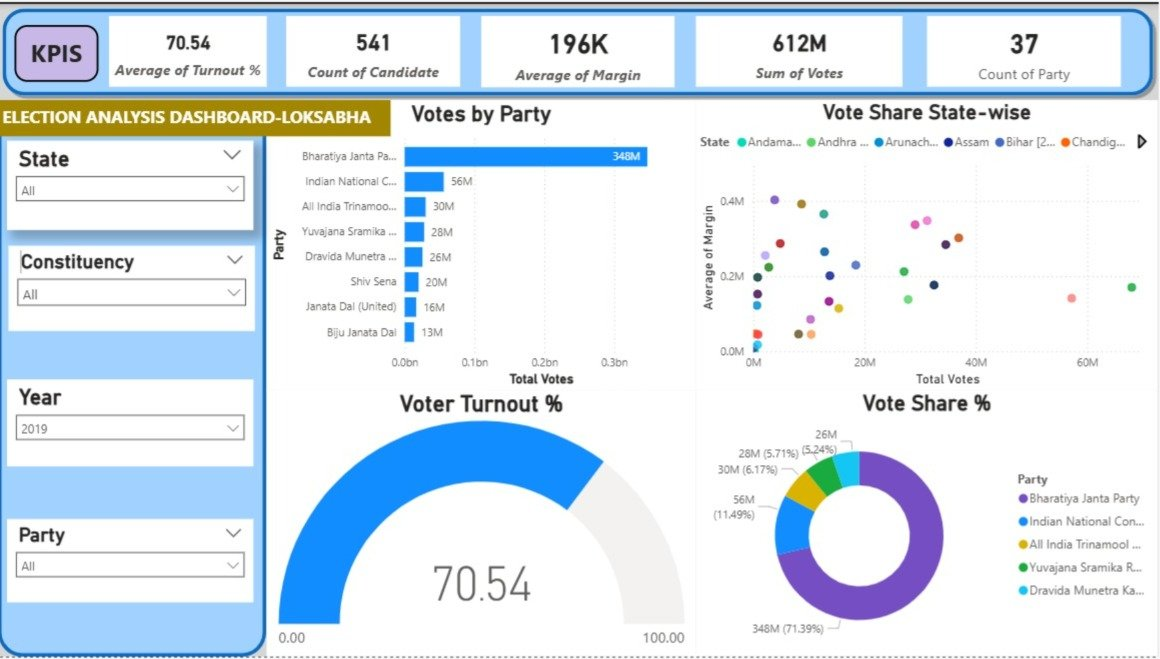 KPIS
70.54
Average of Turnout %
541
Count of Candidate
196K
Average of Margin
612M
Sum of Votes
37
Count of Party
ELECTION ANALYSIS DASHBOARD-LOKSABHA
State
All
Constituency
All
Year
2019
Party
All
Votes by Party
Party
Bharatiya Janta Pa... 348M
Indian National C... 56M
All India Trinamoo... 30M
Yuvajana Sramika ... 28M
Dravida Munetra ... 26M
Shiv Sena 20M
Janata Dal (United) 16M
Biju Janata Dal 13M
0.0bn 0.1bn 0.2bn 0.3bn
Total Votes
Vote Share State-wise
State Andama... Andhra ... Arunach... Assam Bihar [2... Chandig...
Average of Margin
0.4M
0.2M
0.0M
0M 20M 40M 60M
Total Votes
Voter Turnout %
70.54
0.00 100.00
Vote Share %
26M
(5.24%)
28M (5.71%)
30M (6.17%)
56M
(11.49%)
348M (71.39%)
Party
Bharatiya Janta Party
Indian National Con...
All India Trinamool ...
Yuvajana Sramika R...
Dravida Munetra Ka...